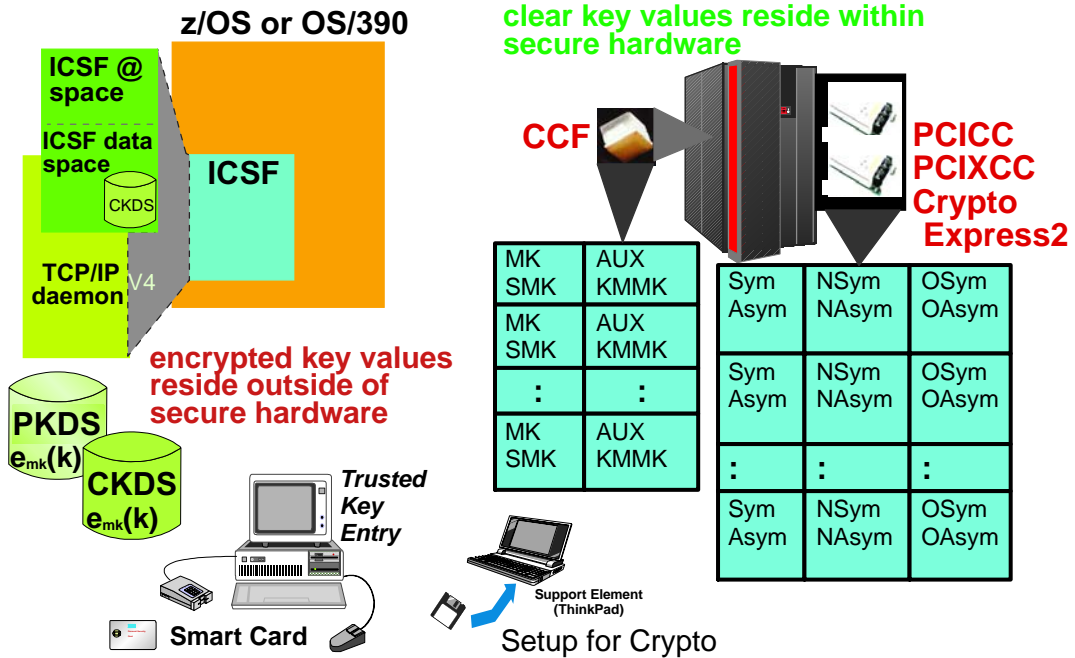 z/OS or OS/390
ICSF @
space
ICSF data
space
CKDS
TCP/IP
daemon
V4
ICSF
encrypted key values
reside outside of
secure hardware
PKDS
emk(k)
CKDS
emk(k)
Trusted
Key
Entry
Smart Card
clear key values reside within
secure hardware
CCF
PCICC
PCIXCC
Crypto
Express2
MK AUX
SMK KMMK
MK AUX
SMK KMMK
: :
MK AUX
SMK KMMK
Sym NSym OSym
Asym NAsym OAsym
Sym NSym OSym
Asym NAsym OAsym
: : :
Sym NSym OSym
Asym NAsym OAsym
Support Element
(ThinkPad)
Setup for Crypto